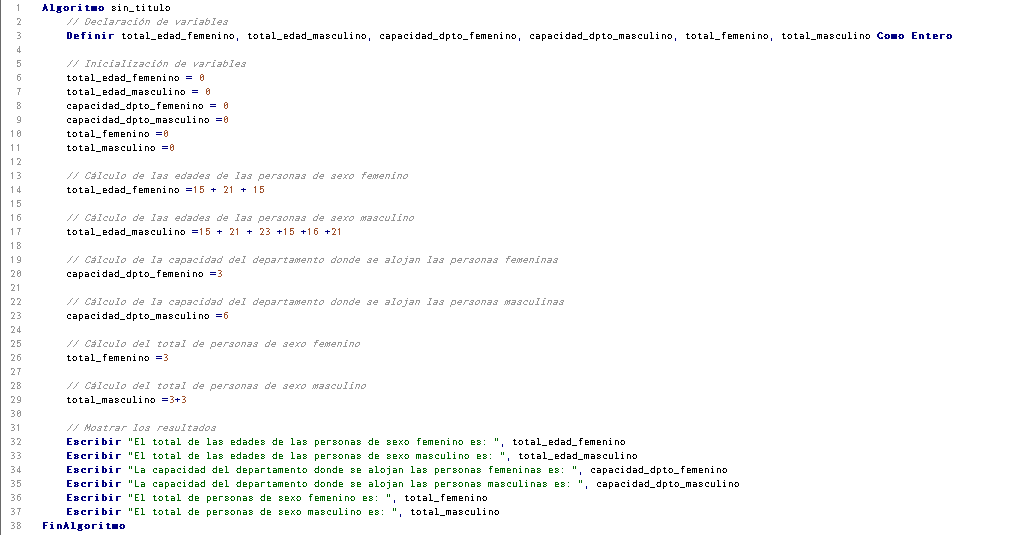 1 Algoritmo sin_titulo
2 // Declaración de variables
3 Definir total_edad_femenino, total_edad_masculino, capacidad_dpto_femenino, capacidad_dpto_masculino, total_femenino, total_masculino Como Entero
4
5 // Inicialización de variables
6 total_edad_femenino = 0
7 total_edad_masculino = 0
8 capacidad_dpto_femenino = 0
9 capacidad_dpto_masculino =0
10 total_femenino =0
11 total_masculino =0
12
13 // Cálculo de las edades de las personas de sexo femenino
14 total_edad_femenino =15 + 21 + 15
15
16 // Cálculo de las edades de las personas de sexo masculino
17 total_edad_masculino =15 + 21 + 23 +15 +16 +21
18
19 // Cálculo de la capacidad del departamento donde se alojan las personas femeninas
20 capacidad_dpto_femenino =3
21
22 // Cálculo de la capacidad del departamento donde se alojan las personas masculinas
23 capacidad_dpto_masculino =6
24
25 // Cálculo del total de personas de sexo femenino
26 total_femenino =3
27
28 // Cálculo del total de personas de sexo masculino
29 total_masculino =3+3
30
31 // Mostrar los resultados
32 Escribir "El total de las edades de las personas de sexo femenino es: ", total_edad_femenino
33 Escribir "El total de las edades de las personas de sexo masculino es: ", total_edad_masculino
34 Escribir "La capacidad del departamento donde se alojan las personas femeninas es: ", capacidad_dpto_femenino
35 Escribir "La capacidad del departamento donde se alojan las personas masculinas es: ", capacidad_dpto_masculino
36 Escribir "El total de personas de sexo femenino es: ", total_femenino
37 Escribir "El total de personas de sexo masculino es: ", total_masculino
38 FinAlgoritmo